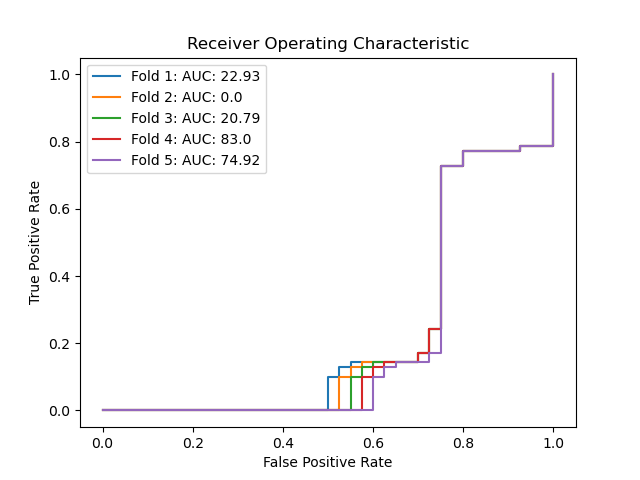 Receiver Operating Characteristic
Fold 1: AUC: 22.93
Fold 2: AUC: 0.0
Fold 3: AUC: 20.79
Fold 4: AUC: 83.0
Fold 5: AUC: 74.92
True Positive Rate
1.0
0.8
0.6
0.4
0.2
0.0
0.0 0.2 0.4 0.6 0.8 1.0
False Positive Rate